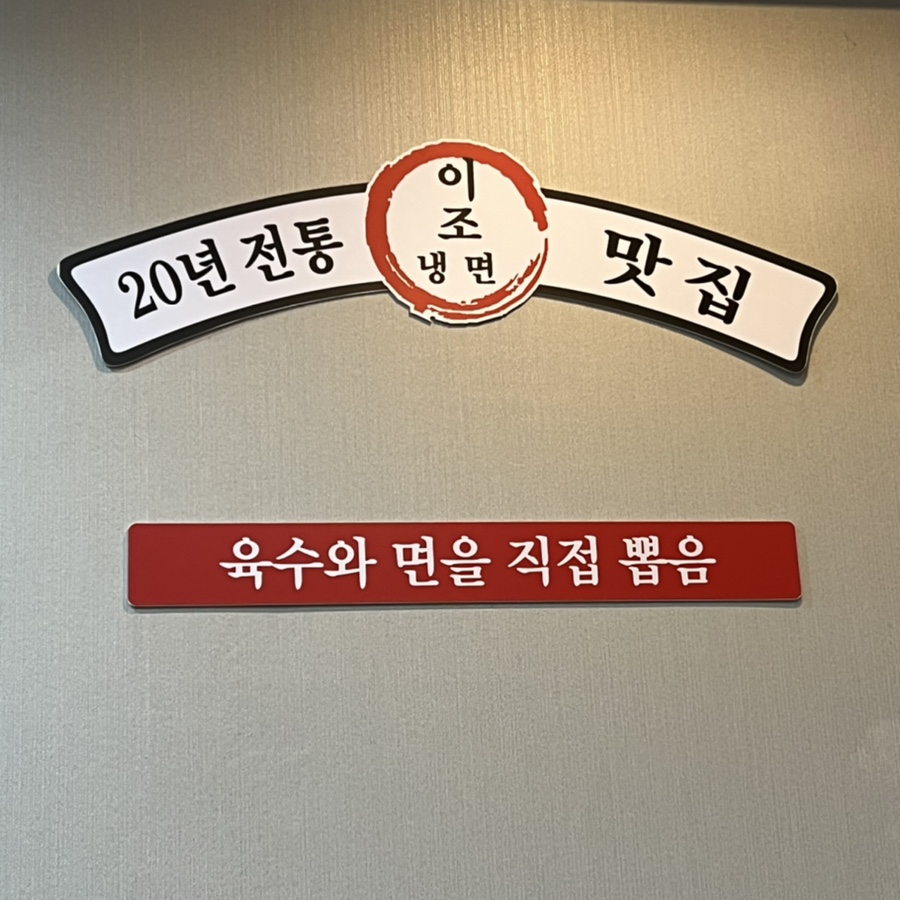 20년 전통
이
조
냉면
맛집
육수와 면을 직접 뽑음